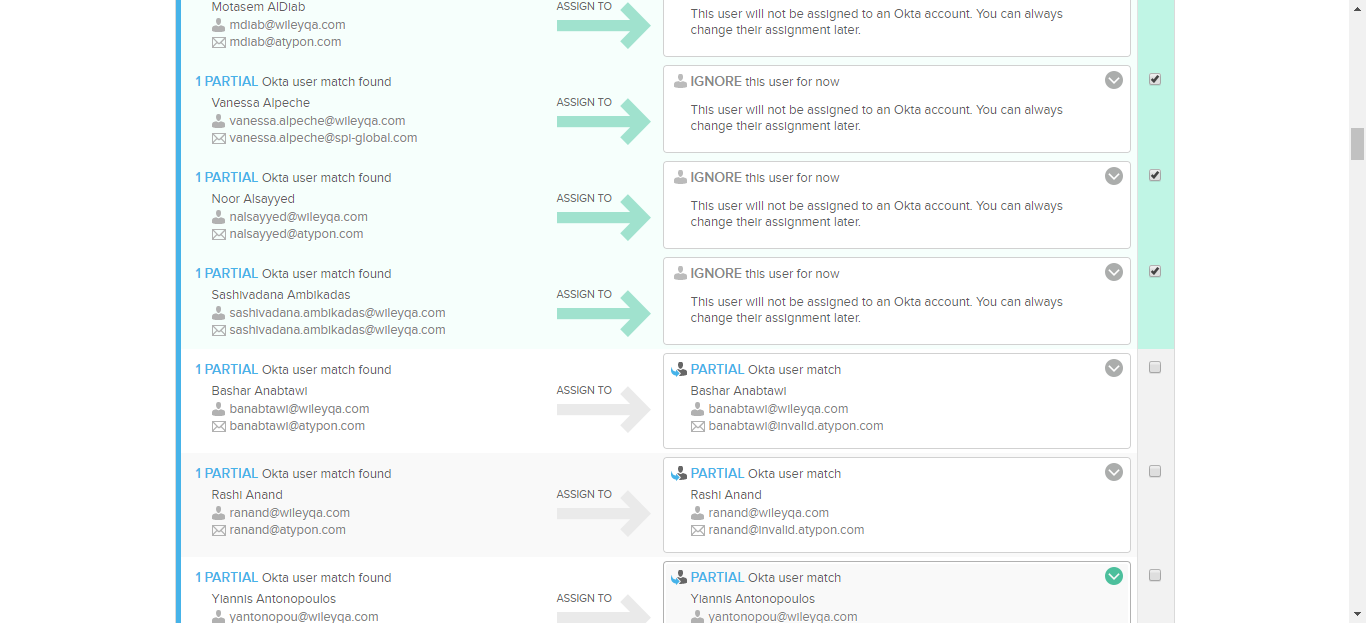 Motasem AlDiab
mdiab@wileyqa.com
mdiab@atypon.com
ASSIGN TO
This user will not be assigned to an Okta account. You can always
change their assignment later.
1 PARTIAL Okta user match found
Vanessa Alpeche
vanessa.alpeche@wileyqa.com
vanessa.alpeche@spi-global.com
ASSIGN TO
IGNORE this user for now
This user will not be assigned to an Okta account. You can always
change their assignment later.
1 PARTIAL Okta user match found
Noor Alsayyed
nalsayyed@wileyqa.com
nalsayyed@atypon.com
ASSIGN TO
IGNORE this user for now
This user will not be assigned to an Okta account. You can always
change their assignment later.
1 PARTIAL Okta user match found
Sashivadana Ambikadas
sashivadana.ambikadas@wileyqa.com
sashivadana.ambikadas@wileyqa.com
ASSIGN TO
IGNORE this user for now
This user will not be assigned to an Okta account. You can always
change their assignment later.
1 PARTIAL Okta user match found
Bashar Anabtawi
banabtawi@wileyqa.com
banabtawi@atypon.com
ASSIGN TO
PARTIAL Okta user match
Bashar Anabtawi
banabtawi@wileyqa.com
banabtawi@invalid.atypon.com
1 PARTIAL Okta user match found
Rashi Anand
ranand@wileyqa.com
ranand@atypon.com
ASSIGN TO
PARTIAL Okta user match
Rashi Anand
ranand@wileyqa.com
ranand@invalid.atypon.com
1 PARTIAL Okta user match found
Yiannis Antonopoulos
yantonopou@wileyqa.com
ASSIGN TO
PARTIAL Okta user match
Yiannis Antonopoulos
yantonopou@wileyqa.com